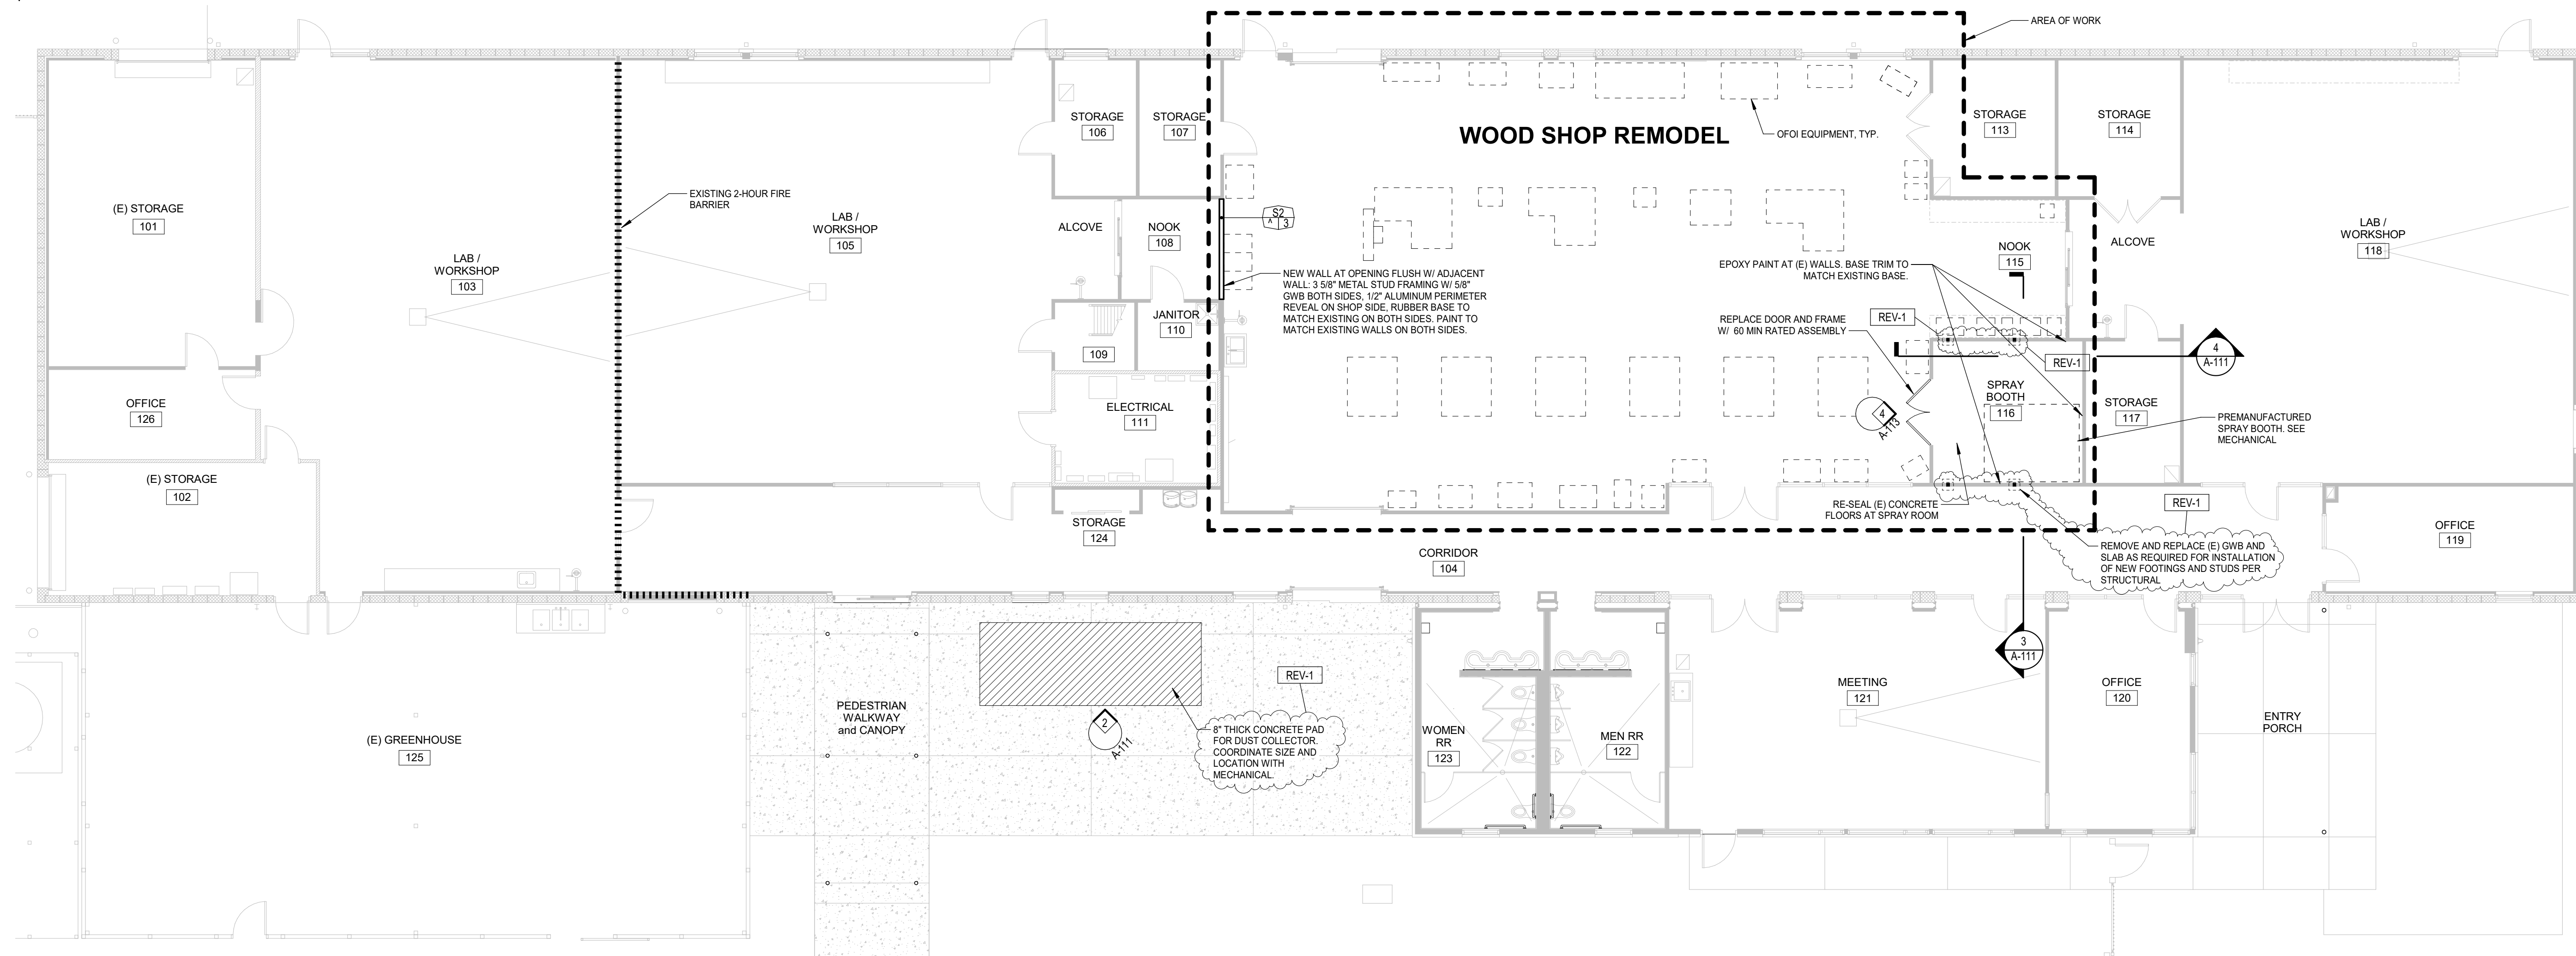 AREA OF WORK
STORAGE
106
STORAGE
107
WOOD SHOP REMODEL
OFOI EQUIPMENT, TYP.
STORAGE
113
STORAGE
114
(E) STORAGE
101
EXISTING 2-HOUR FIRE
BARRIER
LAB /
WORKSHOP
105
ALCOVE
NOOK
108
S2
^ 3
LAB /
WORKSHOP
103
NEW WALL AT OPENING FLUSH W/ ADJACENT
WALL: 3 5/8" METAL STUD FRAMING W/ 5/8"
GWB BOTH SIDES, 1/2" ALUMINUM PERIMETER
REVEAL ON SHOP SIDE, RUBBER BASE TO
MATCH EXISTING ON BOTH SIDES. PAINT TO
MATCH EXISTING WALLS ON BOTH SIDES.
EPOXY PAINT AT (E) WALLS. BASE TRIM TO
MATCH EXISTING BASE.
NOOK
115
ALCOVE
LAB /
WORKSHOP
118
JANITOR
110
109
REPLACE DOOR AND FRAME
W/ 60 MIN RATED ASSEMBLY
REV-1
REV-1
4
A-111
OFFICE
126
ELECTRICAL
111
4
A-113
SPRAY
BOOTH
116
STORAGE
117
PREMANUFACTURED
SPRAY BOOTH. SEE
MECHANICAL
(E) STORAGE
102
STORAGE
124
RE-SEAL (E) CONCRETE
FLOORS AT SPRAY ROOM
REV-1
REMOVE AND REPLACE (E) GWB AND
SLAB AS REQUIRED FOR INSTALLATION
OF NEW FOOTINGS AND STUDS PER
STRUCTURAL
OFFICE
119
CORRIDOR
104
3
A-111
REV-1
PEDESTRIAN
WALKWAY
and CANOPY
2
A-111
8" THICK CONCRETE PAD
FOR DUST COLLECTOR.
COORDINATE SIZE AND
LOCATION WITH
MECHANICAL.
(E) GREENHOUSE
125
WOMEN
RR
123
MEN RR
122
MEETING
121
OFFICE
120
ENTRY
PORCH